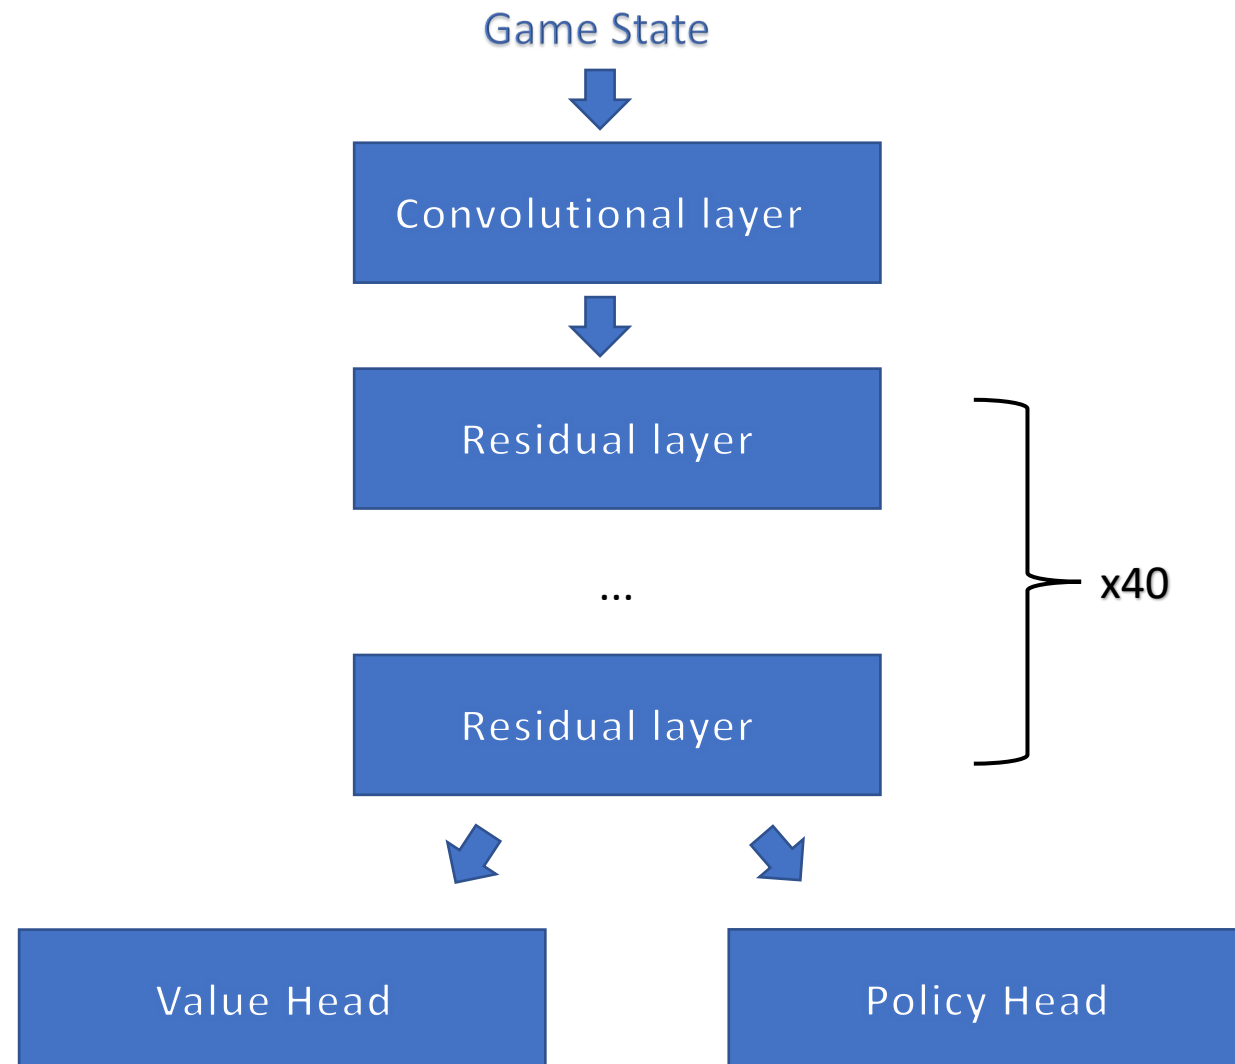 Game State
Convolutional layer
Residual layer
...
x40
Residual layer
Value Head
Policy Head